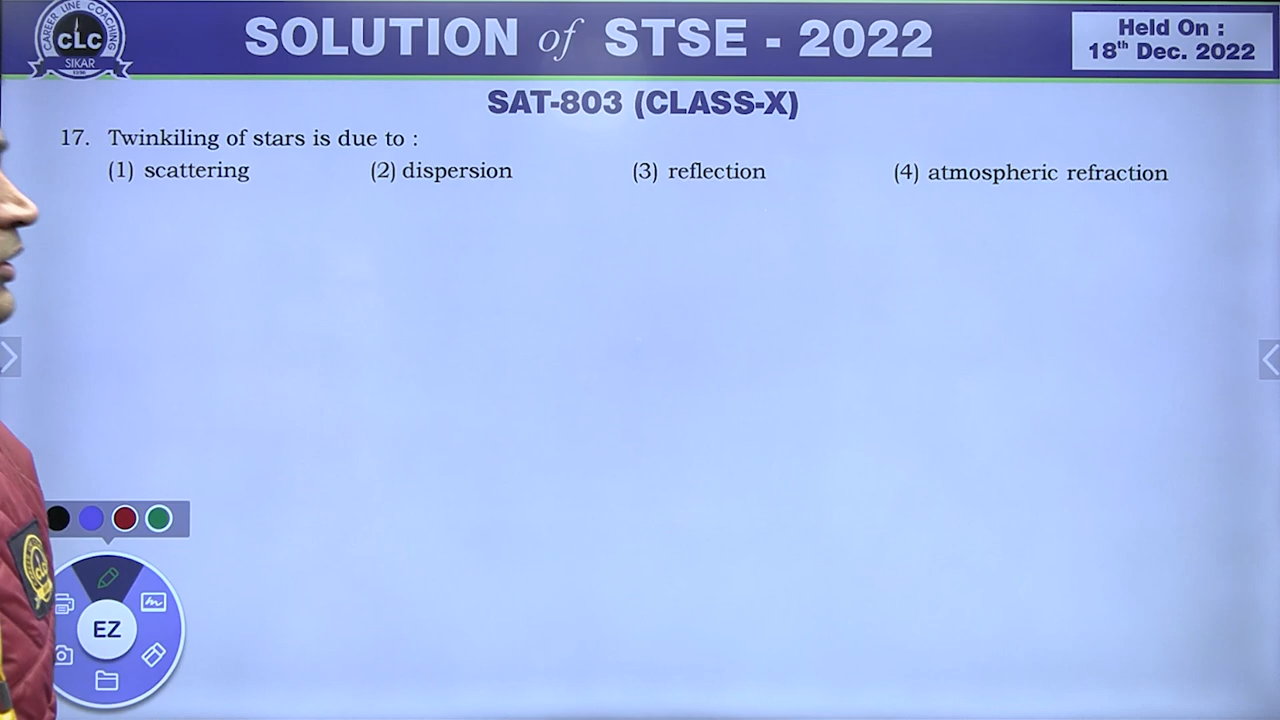 CAREER LINE COACHING
CLC
SIKAR
SOLUTION of STSE - 2022
Held On :
18th Dec. 2022
SAT-803 (CLASS-X)
17. Twinkiling of stars is due to :
(1) scattering (2) dispersion (3) reflection (4) atmospheric refraction
EZ